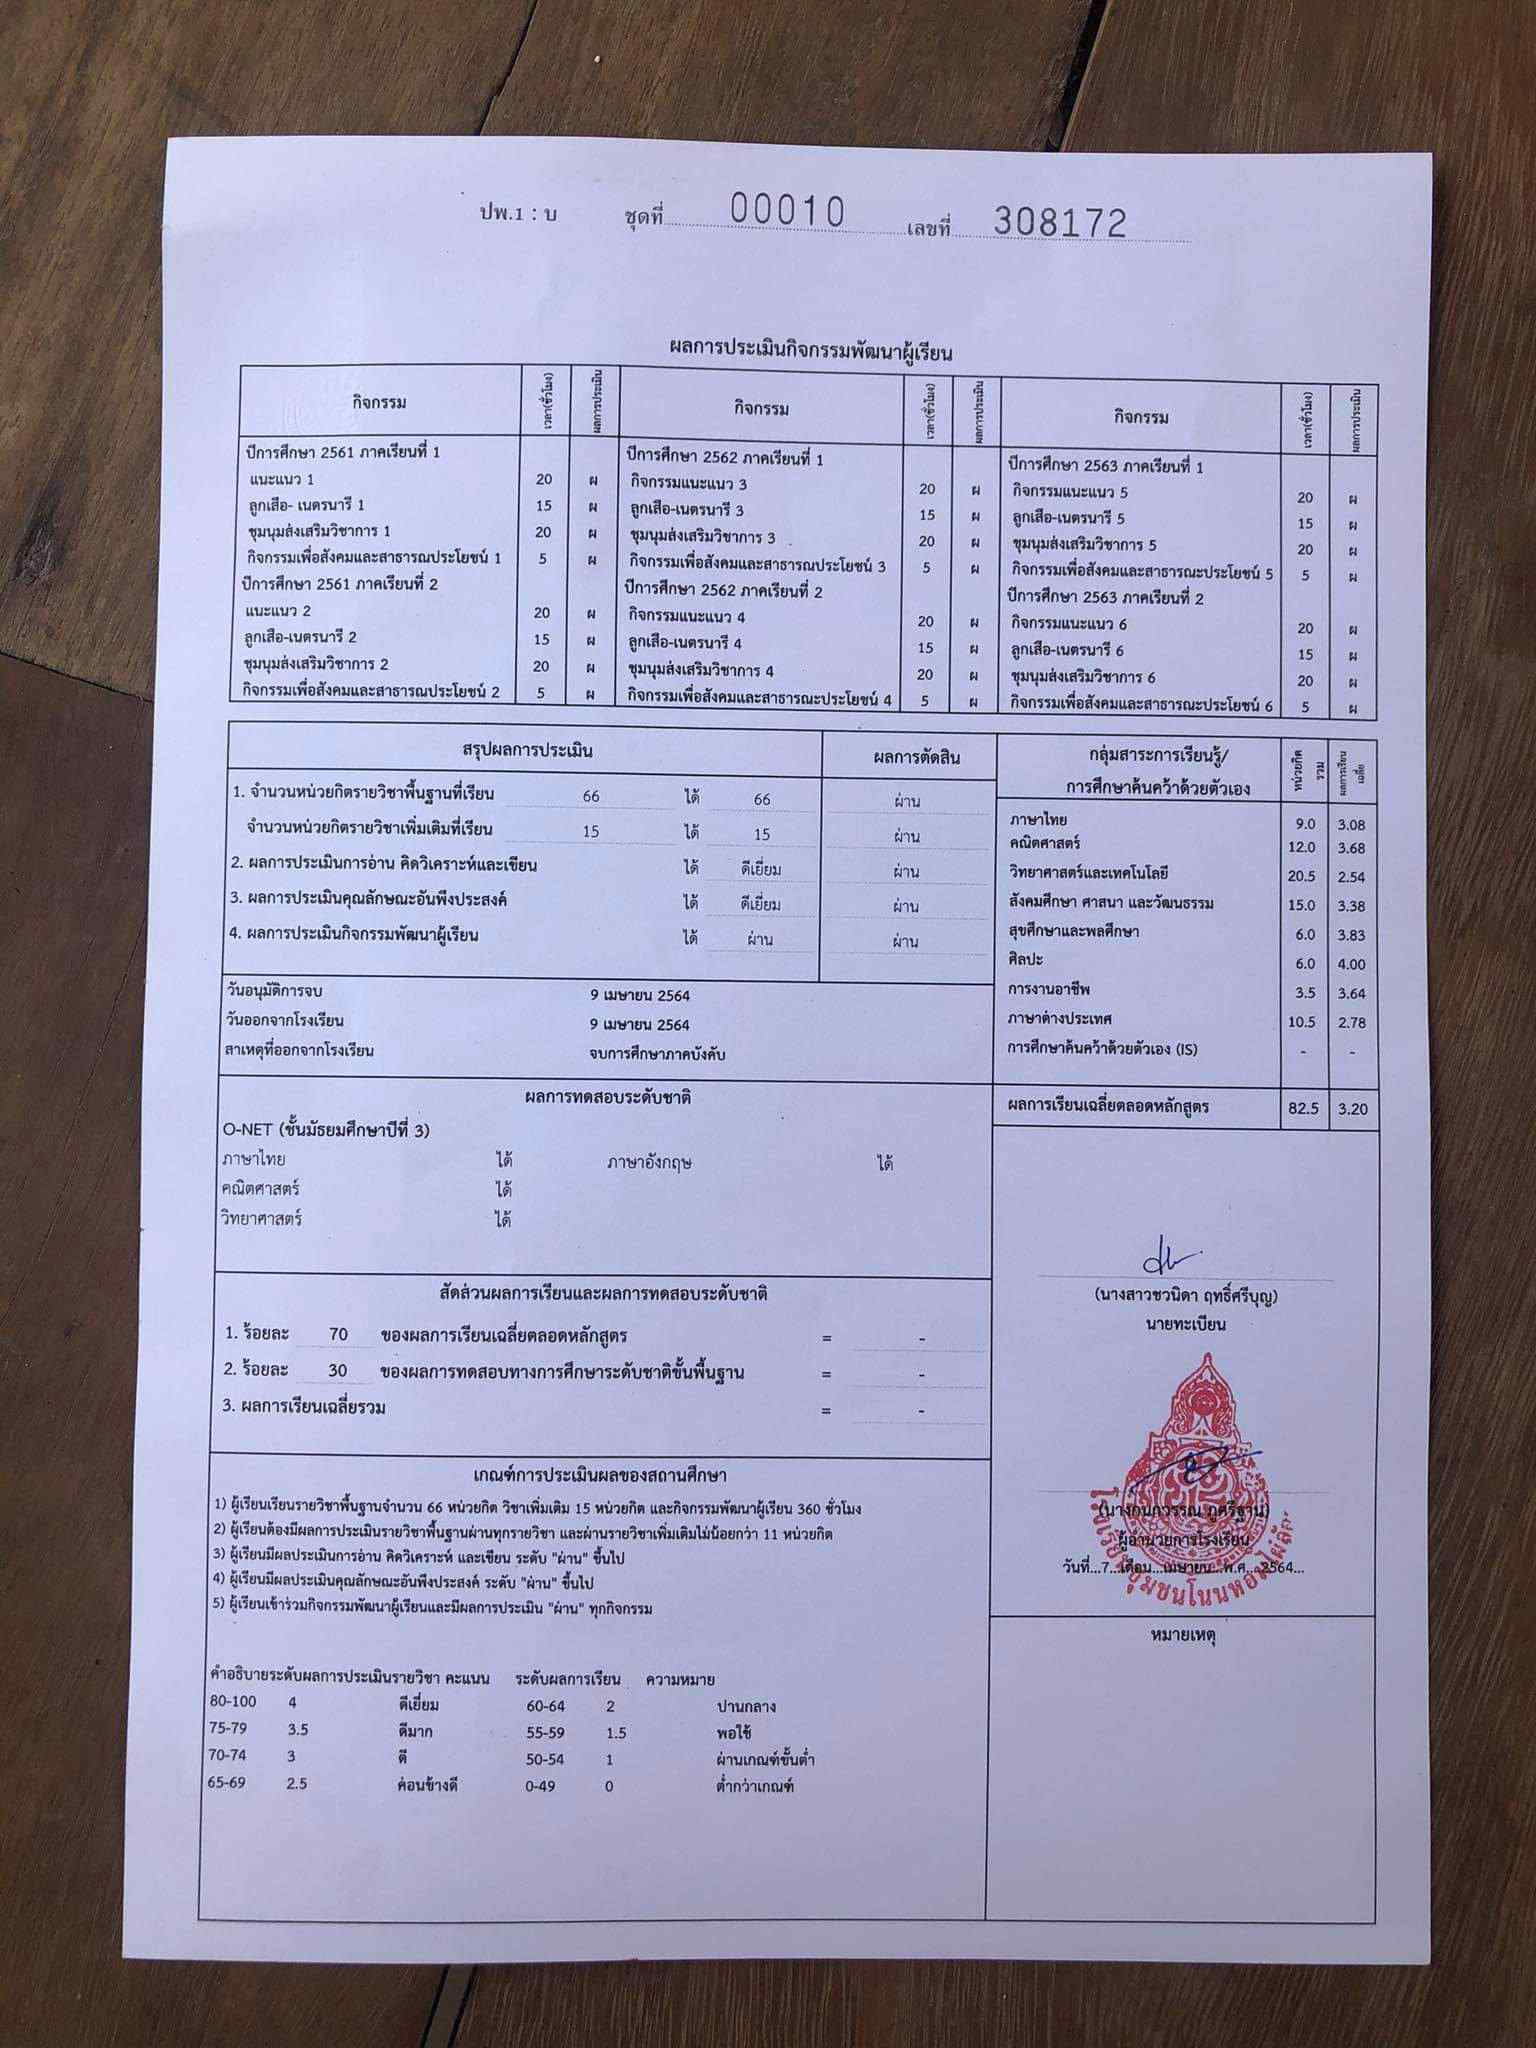 ปพ.1 : บ ชุดที่ 00010 เลขที่ 308172
ผลการประเมินกิจกรรมพัฒนาผู้เรียน
กิจกรรม เวลา(ชั่วโมง) ผลการประเมิน กิจกรรม เวลา(ชั่วโมง) ผลการประเมิน กิจกรรม เวลา(ชั่วโมง) ผลการประเมิน
ปีการศึกษา 2561 ภาคเรียนที่ 1 ปีการศึกษา 2562 ภาคเรียนที่ 1 ปีการศึกษา 2563 ภาคเรียนที่ 1
แนะแนว 1 20 ผ กิจกรรมแนะแนว 3 20 ผ กิจกรรมแนะแนว 5 20 ผ
ลูกเสือ- เนตรนารี 1 15 ผ ลูกเสือ-เนตรนารี 3 15 ผ ลูกเสือ-เนตรนารี 5 15 ผ
ชุมนุมส่งเสริมวิชาการ 1 20 ผ ชุมนุมส่งเสริมวิชาการ 3 20 ผ ชุมนุมส่งเสริมวิชาการ 5 20 ผ
กิจกรรมเพื่อสังคมและสาธารณประโยชน์ 1 5 ผ กิจกรรมเพื่อสังคมและสาธารณประโยชน์ 3 5 ผ กิจกรรมเพื่อสังคมและสาธารณะประโยชน์ 5 5 ผ
ปีการศึกษา 2561 ภาคเรียนที่ 2 ปีการศึกษา 2562 ภาคเรียนที่ 2 ปีการศึกษา 2563 ภาคเรียนที่ 2
แนะแนว 2 20 ผ กิจกรรมแนะแนว 4 20 ผ กิจกรรมแนะแนว 6 20 ผ
ลูกเสือ-เนตรนารี 2 15 ผ ลูกเสือ-เนตรนารี 4 15 ผ ลูกเสือ-เนตรนารี 6 15 ผ
ชุมนุมส่งเสริมวิชาการ 2 20 ผ ชุมนุมส่งเสริมวิชาการ 4 20 ผ ชุมนุมส่งเสริมวิชาการ 6 20 ผ
กิจกรรมเพื่อสังคมและสาธารณประโยชน์ 2 5 ผ กิจกรรมเพื่อสังคมและสาธารณะประโยชน์ 4 5 ผ กิจกรรมเพื่อสังคมและสาธารณะประโยชน์ 6 5 ผ
สรุปผลการประเมิน ผลการตัดสิน
1. จำนวนหน่วยกิตรายวิชาพื้นฐานที่เรียน 66 ได้ 66 ผ่าน
จำนวนหน่วยกิตรายวิชาเพิ่มเติมที่เรียน 15 ได้ 15 ผ่าน
2. ผลการประเมินการอ่าน คิดวิเคราะห์และเขียน ได้ ดีเยี่ยม ผ่าน
3. ผลการประเมินคุณลักษณะอันพึงประสงค์ ได้ ดีเยี่ยม ผ่าน
4. ผลการประเมินกิจกรรมพัฒนาผู้เรียน ได้ ผ่าน ผ่าน
วันอนุมัติการจบ 9 เมษายน 2564
วันออกจากโรงเรียน 9 เมษายน 2564
สาเหตุที่ออกจากโรงเรียน จบการศึกษาภาคบังคับ
กลุ่มสาระการเรียนรู้/ หน่วยกิตรวม ผลการเรียนเฉลี่ย
การศึกษาค้นคว้าด้วยตัวเอง
ภาษาไทย 9.0 3.08
คณิตศาสตร์ 12.0 3.68
วิทยาศาสตร์และเทคโนโลยี 20.5 2.54
สังคมศึกษา ศาสนา และวัฒนธรรม 15.0 3.38
สุขศึกษาและพลศึกษา 6.0 3.83
ศิลปะ 6.0 4.00
การงานอาชีพ 3.5 3.64
ภาษาต่างประเทศ 10.5 2.78
การศึกษาค้นคว้าด้วยตัวเอง (IS) - -
ผลการเรียนเฉลี่ยตลอดหลักสูตร 82.5 3.20
ผลการทดสอบระดับชาติ
O-NET (ชั้นมัธยมศึกษาปีที่ 3)
ภาษาไทย ได้ ภาษาอังกฤษ ได้
คณิตศาสตร์ ได้
วิทยาศาสตร์ ได้
สัดส่วนผลการเรียนและผลการทดสอบระดับชาติ
1. ร้อยละ 70 ของผลการเรียนเฉลี่ยตลอดหลักสูตร = -
2. ร้อยละ 30 ของผลการทดสอบทางการศึกษาระดับชาติขั้นพื้นฐาน = -
3. ผลการเรียนเฉลี่ยรวม = -
(นางสาวชวนิดา ฤทธิ์ศรีบุญ)
นายทะเบียน
(นางกนกวรรณ ภูศรีฐาน)
ผู้อำนวยการโรงเรียน
วันที่...7...เดือน...เมษายน...พ.ศ....2564...
โรงเรียนชุมชนโนนหอมไผ่ล้อม
เกณฑ์การประเมินผลของสถานศึกษา
1) ผู้เรียนเรียนรายวิชาพื้นฐานจำนวน 66 หน่วยกิต วิชาเพิ่มเติม 15 หน่วยกิต และกิจกรรมพัฒนาผู้เรียน 360 ชั่วโมง
2) ผู้เรียนต้องมีผลการประเมินรายวิชาพื้นฐานผ่านทุกรายวิชา และผ่านรายวิชาเพิ่มเติมไม่น้อยกว่า 11 หน่วยกิต
3) ผู้เรียนมีผลประเมินการอ่าน คิดวิเคราะห์ และเขียน ระดับ "ผ่าน" ขึ้นไป
4) ผู้เรียนมีผลประเมินคุณลักษณะอันพึงประสงค์ ระดับ "ผ่าน" ขึ้นไป
5) ผู้เรียนเข้าร่วมกิจกรรมพัฒนาผู้เรียนและมีผลการประเมิน "ผ่าน" ทุกกิจกรรม
หมายเหตุ
คำอธิบายระดับผลการประเมินรายวิชา คะแนน ระดับผลการเรียน ความหมาย
80-100 4 ดีเยี่ยม 60-64 2 ปานกลาง
75-79 3.5 ดีมาก 55-59 1.5 พอใช้
70-74 3 ดี 50-54 1 ผ่านเกณฑ์ขั้นต่ำ
65-69 2.5 ค่อนข้างดี 0-49 0 ต่ำกว่าเกณฑ์